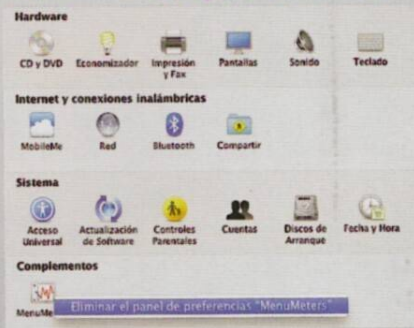 Hardware
CD y DVD Economizador Impresión y Fax Pantallas Sonido Teclado
Internet y conexiones inalámbricas
MobileMe Red Bluetooth Compartir
Sistema
Acceso Universal Actualización de Software Controles Parentales Cuentas Discos de Arranque Fecha y Hora
Complementos
MenuMe
Eliminar el panel de preferencias "MenuMeters"